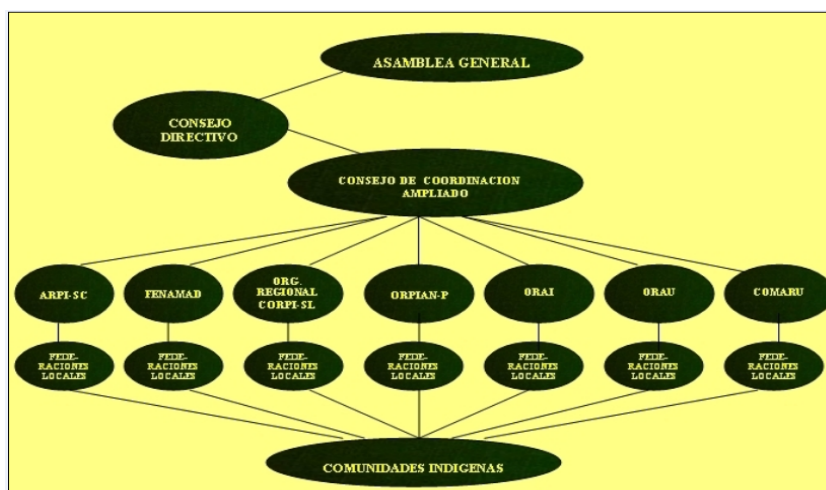 ASAMBLEA GENERAL
CONSEJO
DIRECTIVO
CONSEJO DE COORDINACION
AMPLIADO
ARPI-SC
FENAMAD
ORG.
REGIONAL
CORPI-SL
ORPIAN-P
ORAI
ORAU
COMARU
FEDE-
RACIONES
LOCALES
FEDE-
RACIONES
LOCALES
FEDE-
RACIONES
LOCALES
FEDE-
RACIONES
LOCALES
FEDE-
RACIONES
LOCALES
FEDE-
RACIONES
LOCALES
FEDE-
RACIONES
LOCALES
COMUNIDADES INDIGENAS